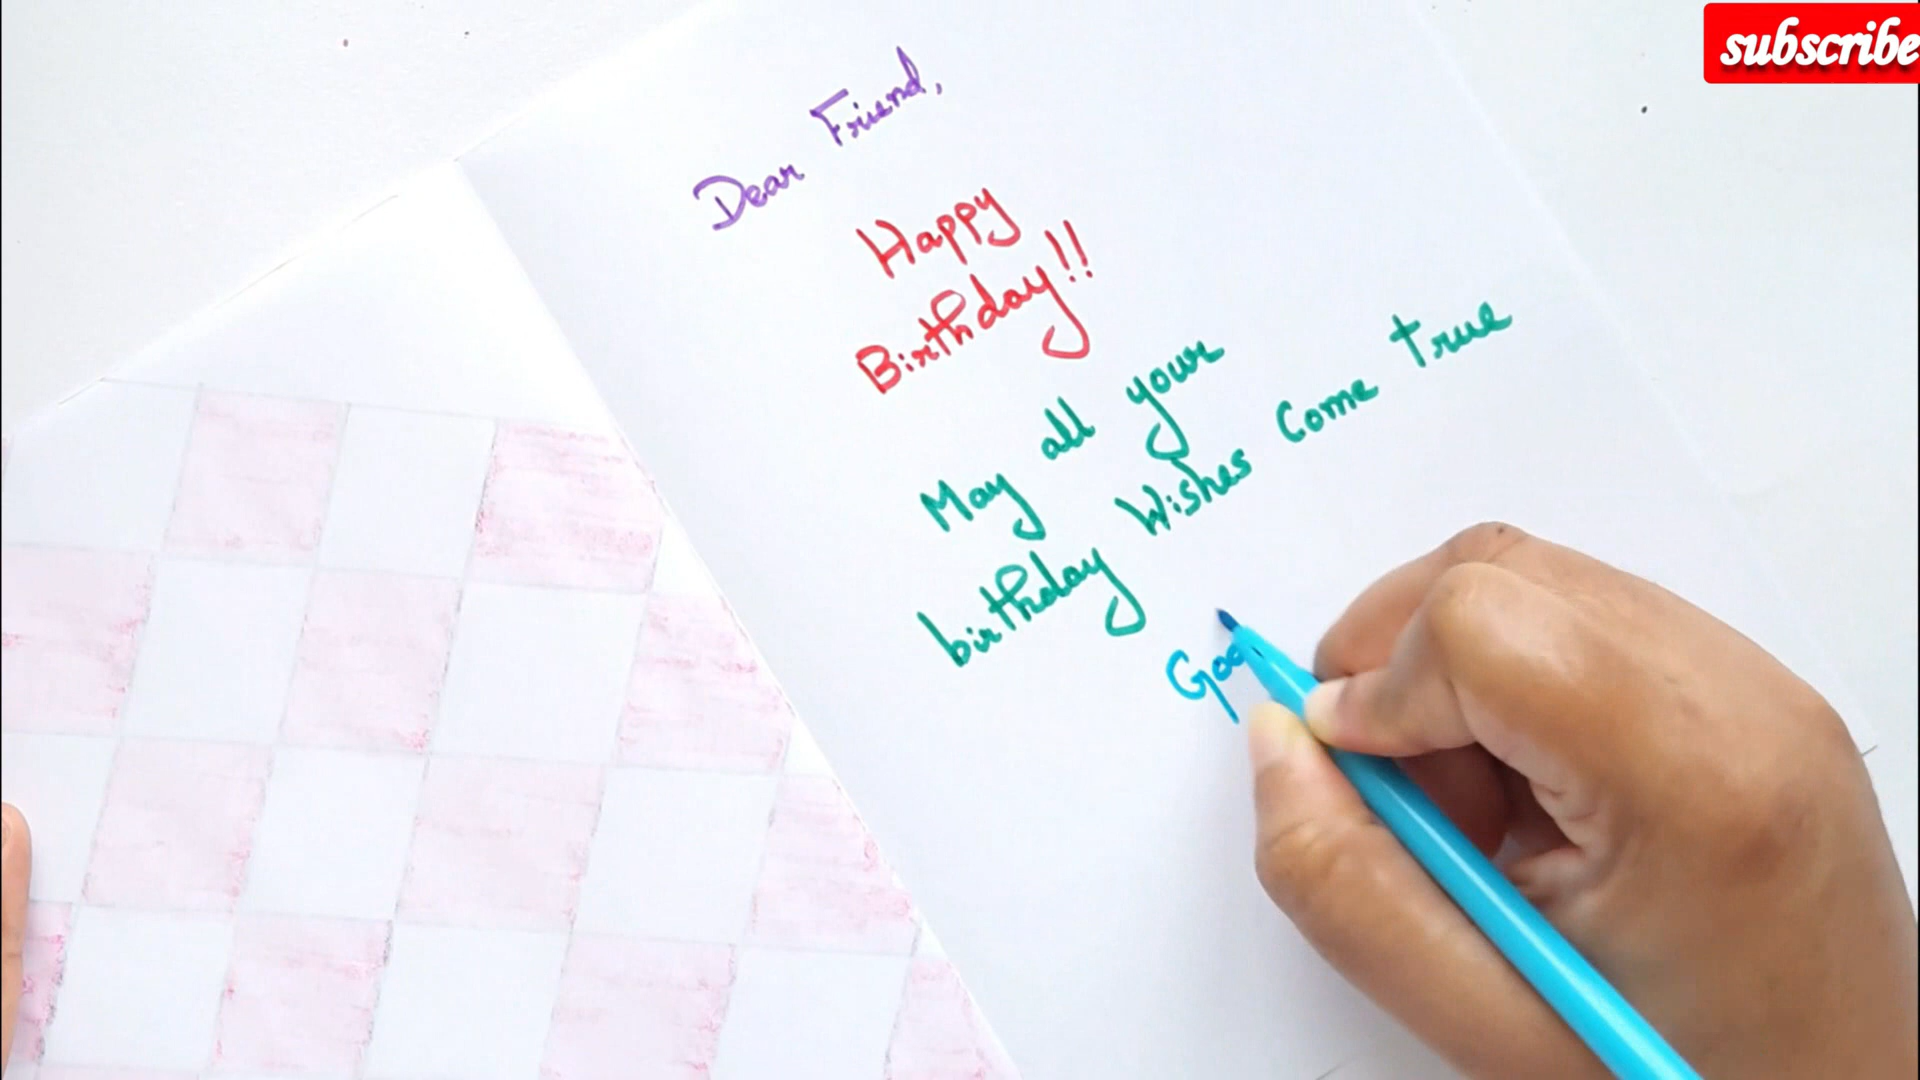 subscribe
Dear Friend,
Happy
Birthday!!
May all your
birthday Wishes Come true